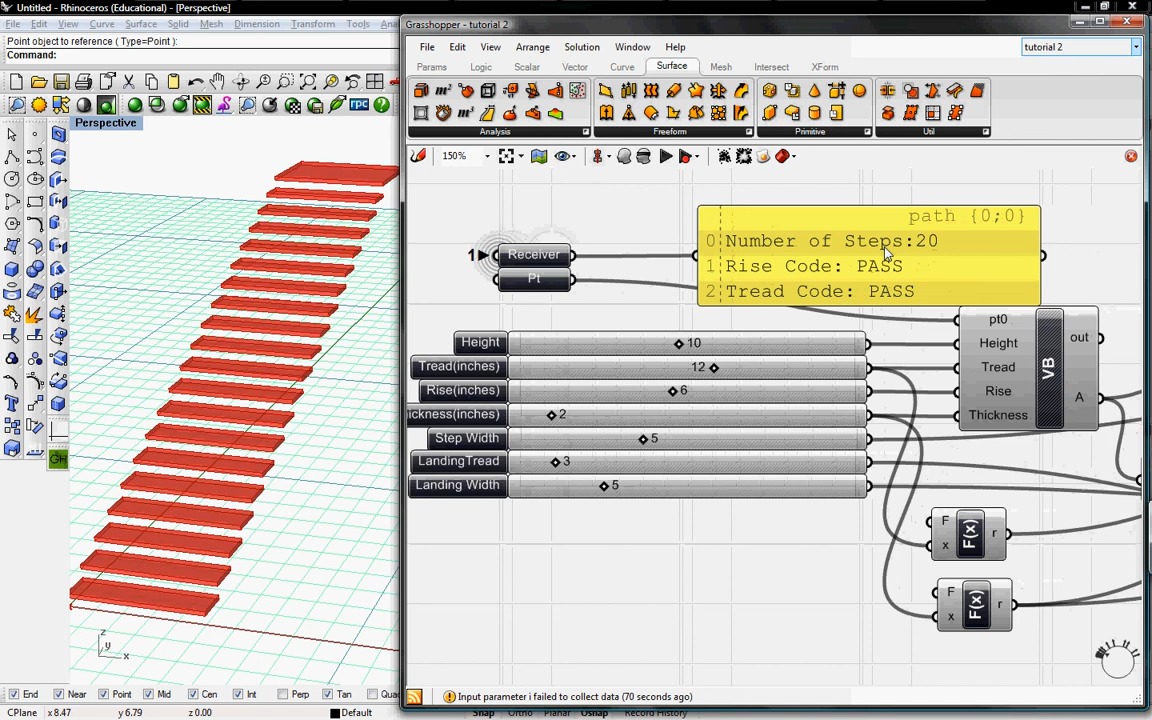 Untitled - Rhinoceros (Educational) - [Perspective]
File Edit View Curve Surface Solid Mesh Dimension Transform Tools
Point object to reference ( Type=Point ):
Command:
Perspective
z
y
x
End Near Point Mid Cen Int Perp Tan
CPlane x 8.47 y 6.79 z 0.00 Default Snap Ortho Planar Osnap Record History
Grasshopper - tutorial 2
File Edit View Arrange Solution Window Help tutorial 2
Params Logic Scalar Vector Curve Surface Mesh Intersect XForm
Analysis Freeform Primitive Util
150%
rpc
GH
path {0;0}
0 Number of Steps:20
1 Rise Code: PASS
2 Tread Code: PASS
1 Receiver
Pt
Height 10
Tread(inches) 12
Rise(inches) 6
ickness(inches) 2
Step Width 5
LandingTread 3
Landing Width 5
pt0
Height
Tread
Rise
Thickness
VB
out
A
F
x
F(x)
r
F
x
F(x)
r
Input parameter i failed to collect data (70 seconds ago)